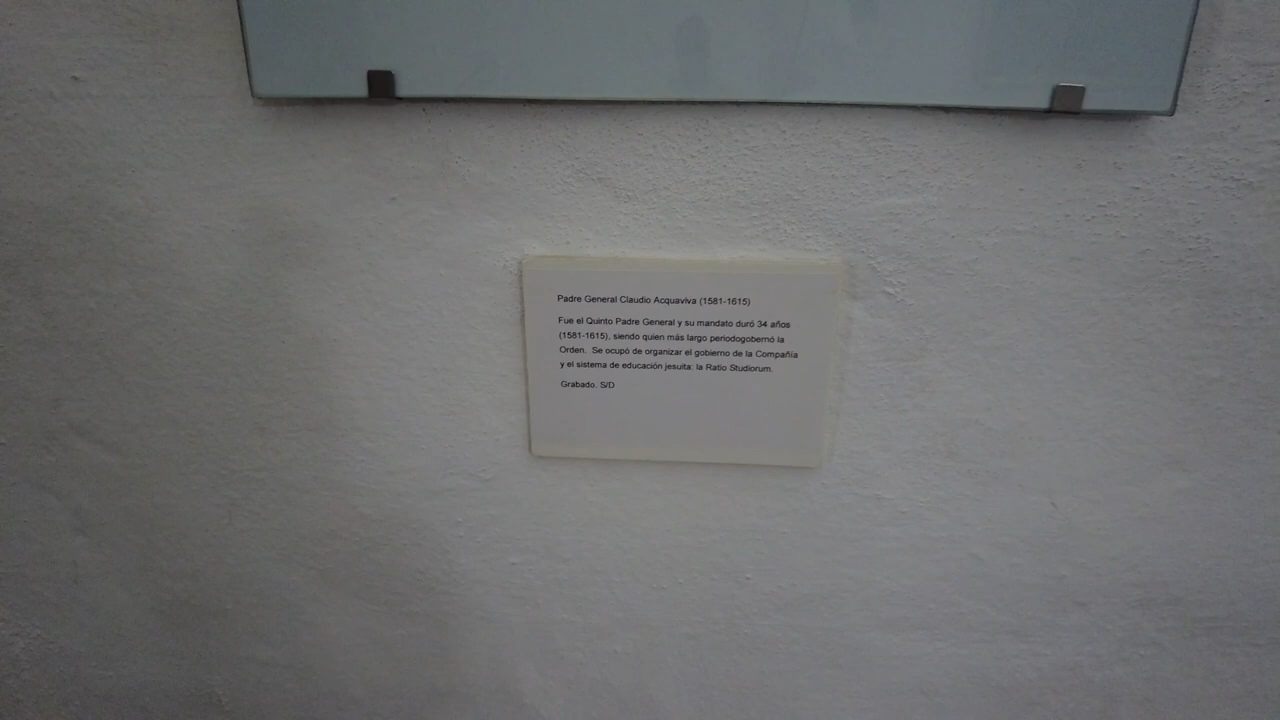 Padre General Claudio Acquaviva (1581-1615)
Fue el Quinto Padre General y su mandato duró 34 años
(1581-1615), siendo quien más largo periodogobernó la
Orden. Se ocupó de organizar el gobierno de la Compañía
y el sistema de educación jesuita: la Ratio Studiorum.
Grabado. S/D